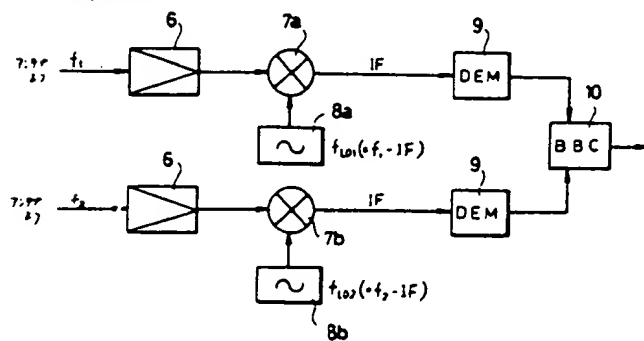 6
7a
9
f₁
IF
DEM
10
8a
BBC
~
fLO1(=f₁-IF)
6
9
f₂
IF
DEM
7b
~
fLO2(=f₂-IF)
8b